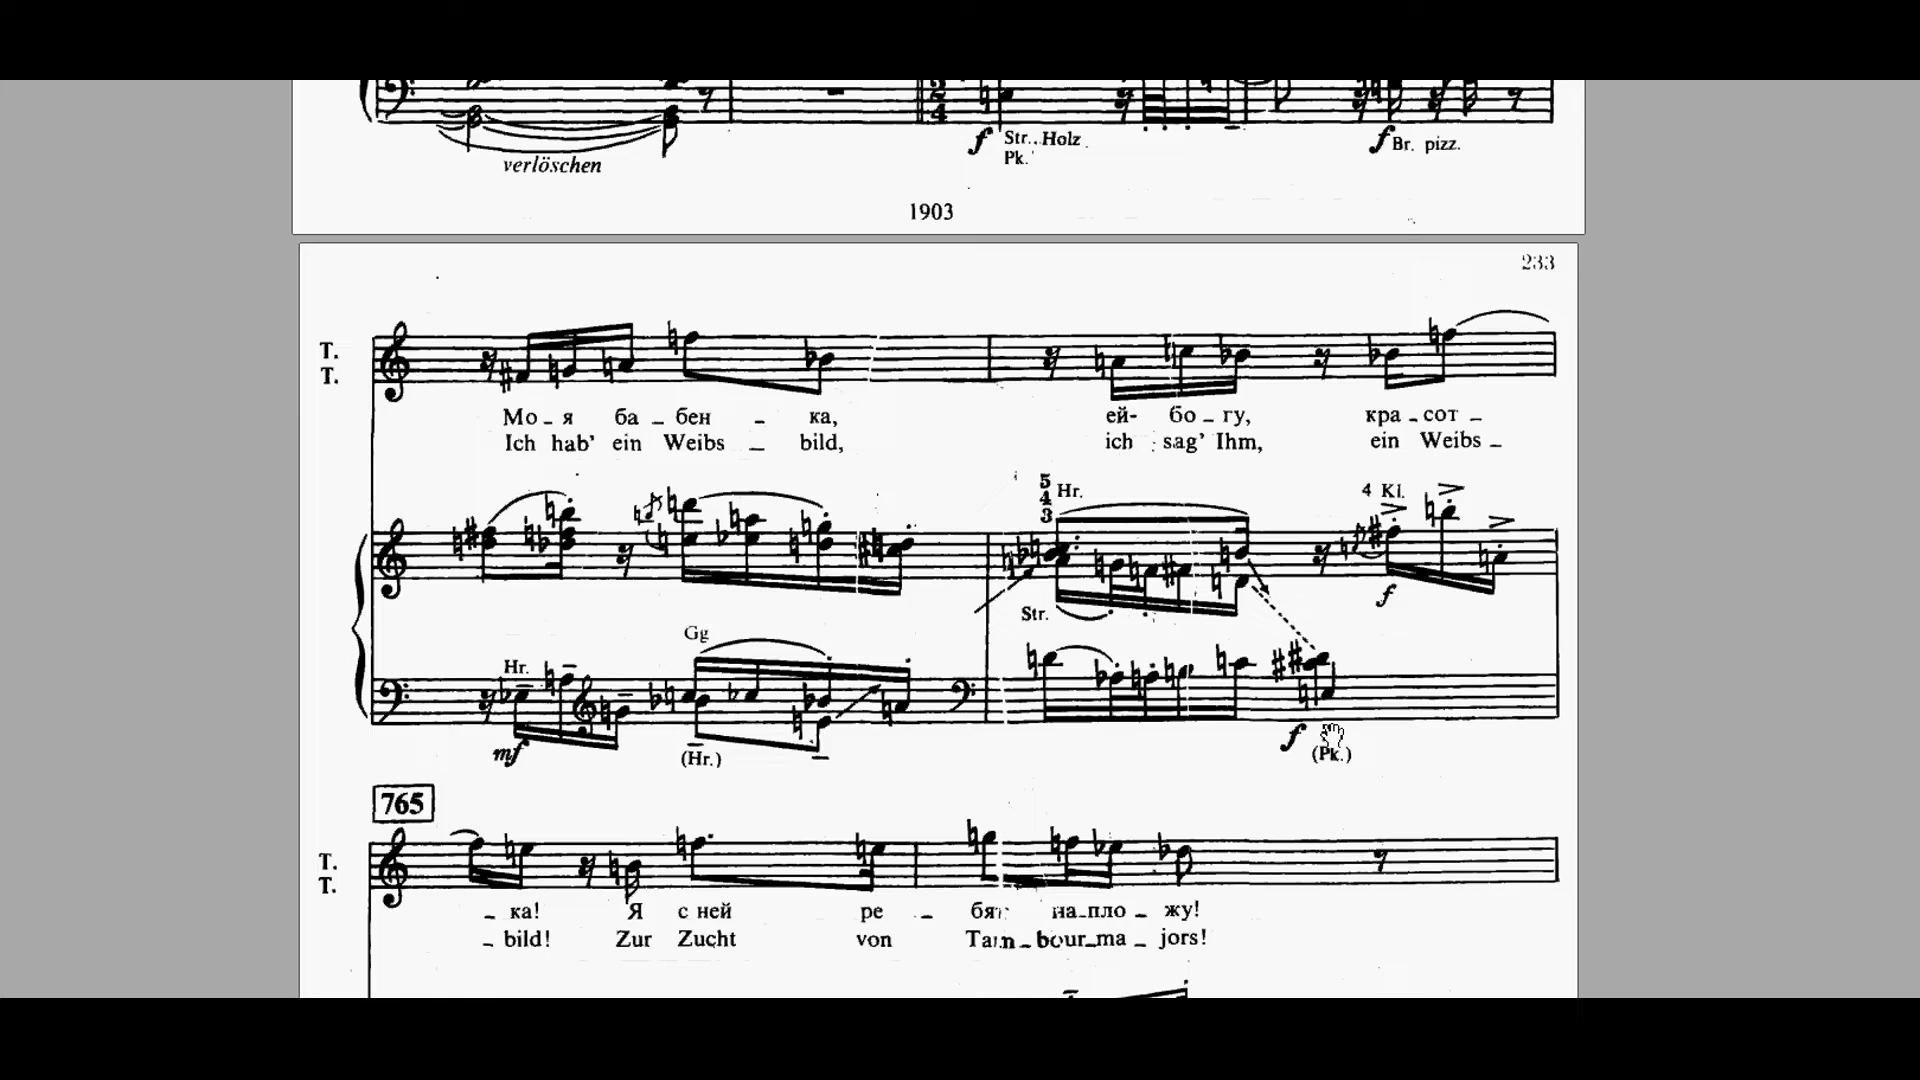 2
4
f Str. Holz
Pk.
f Br. pizz.
verlöschen
1903
233
T.
T.
Мо - я ба - бен - ка, ей- бо - гу, кра - сот -
Ich hab' ein Weibs - bild, ich sag' Ihm, ein Weibs -
5
4
3
Hr.
4 Kl.
f
Str.
Gg
Hr.
mf
(Hr.)
f
(Pk.)
765
T.
T.
- ка! Я с ней ре - бят на - пло - жу!
- bild! Zur Zucht von Tam - bour - ma - jors!